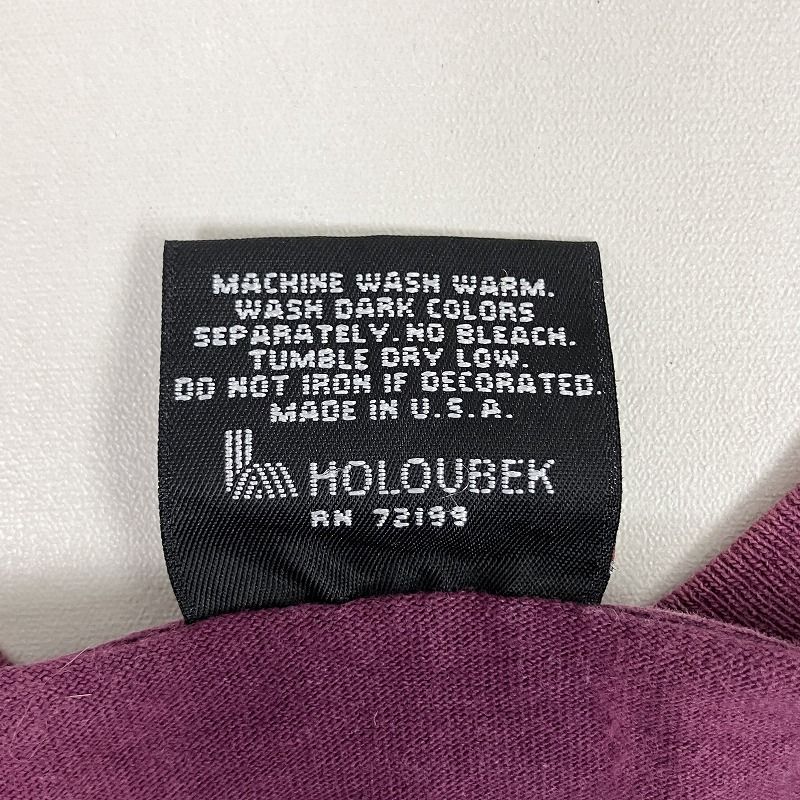 MACHINE WASH WARM.
WASH DARK COLORS
SEPARATELY. NO BLEACH.
TUMBLE DRY LOW.
DO NOT IRON IF DECORATED.
MADE IN U.S.A.
HOLOUBEK
RN 72199